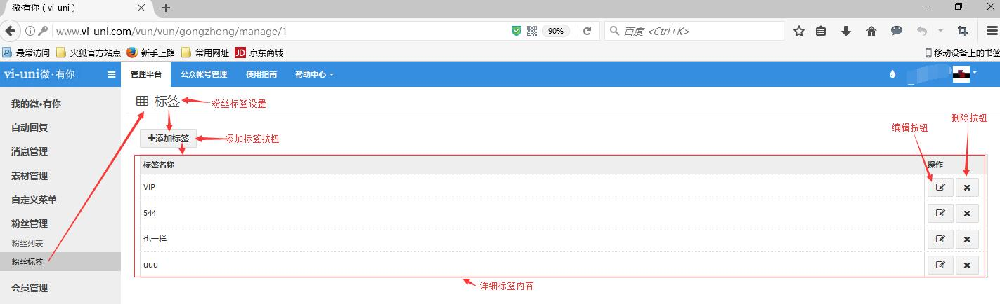 微·有你（vi-uni）
www.vi-uni.com/vun/vun/gongzhong/manage/1
90%
百度 <Ctrl+K>
最常访问 火狐官方站点 新手上路 常用网址 JD 京东商城 移动设备上的书签
vi-uni微·有你 管理平台 公众帐号管理 使用指南 帮助中心
我的微•有你
自动回复
消息管理
素材管理
自定义菜单
粉丝管理
粉丝列表
粉丝标签
会员管理
标签 粉丝标签设置
添加标签 添加标签按钮
编辑按钮 删除按钮
标签名称 操作
VIP
544
也一样
uuu
详细标签内容